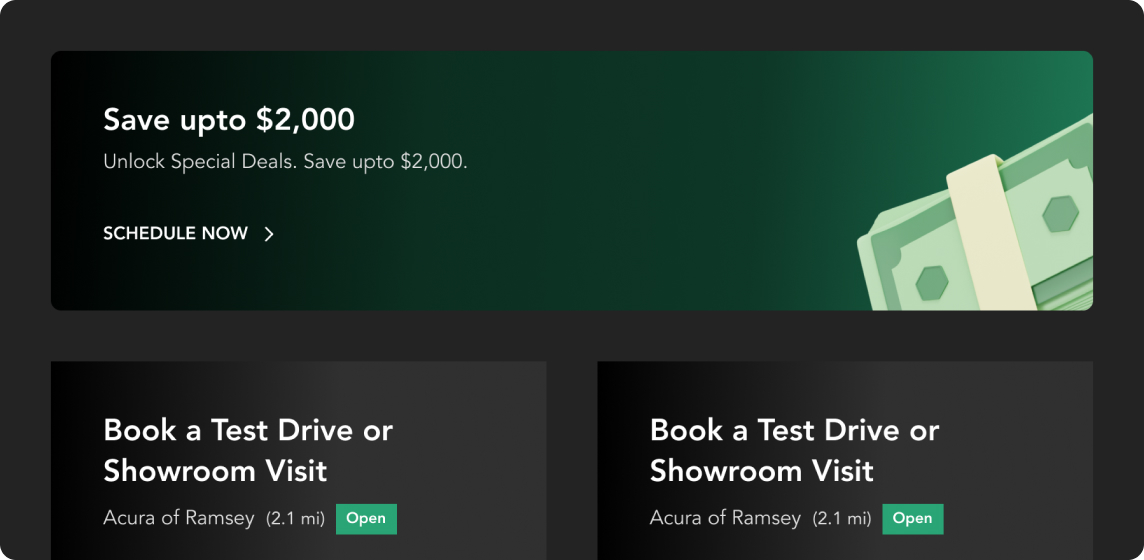 Save upto $2,000
Unlock Special Deals. Save upto $2,000.
SCHEDULE NOW
Book a Test Drive or
Showroom Visit
Acura of Ramsey (2.1 mi) Open
Book a Test Drive or
Showroom Visit
Acura of Ramsey (2.1 mi) Open